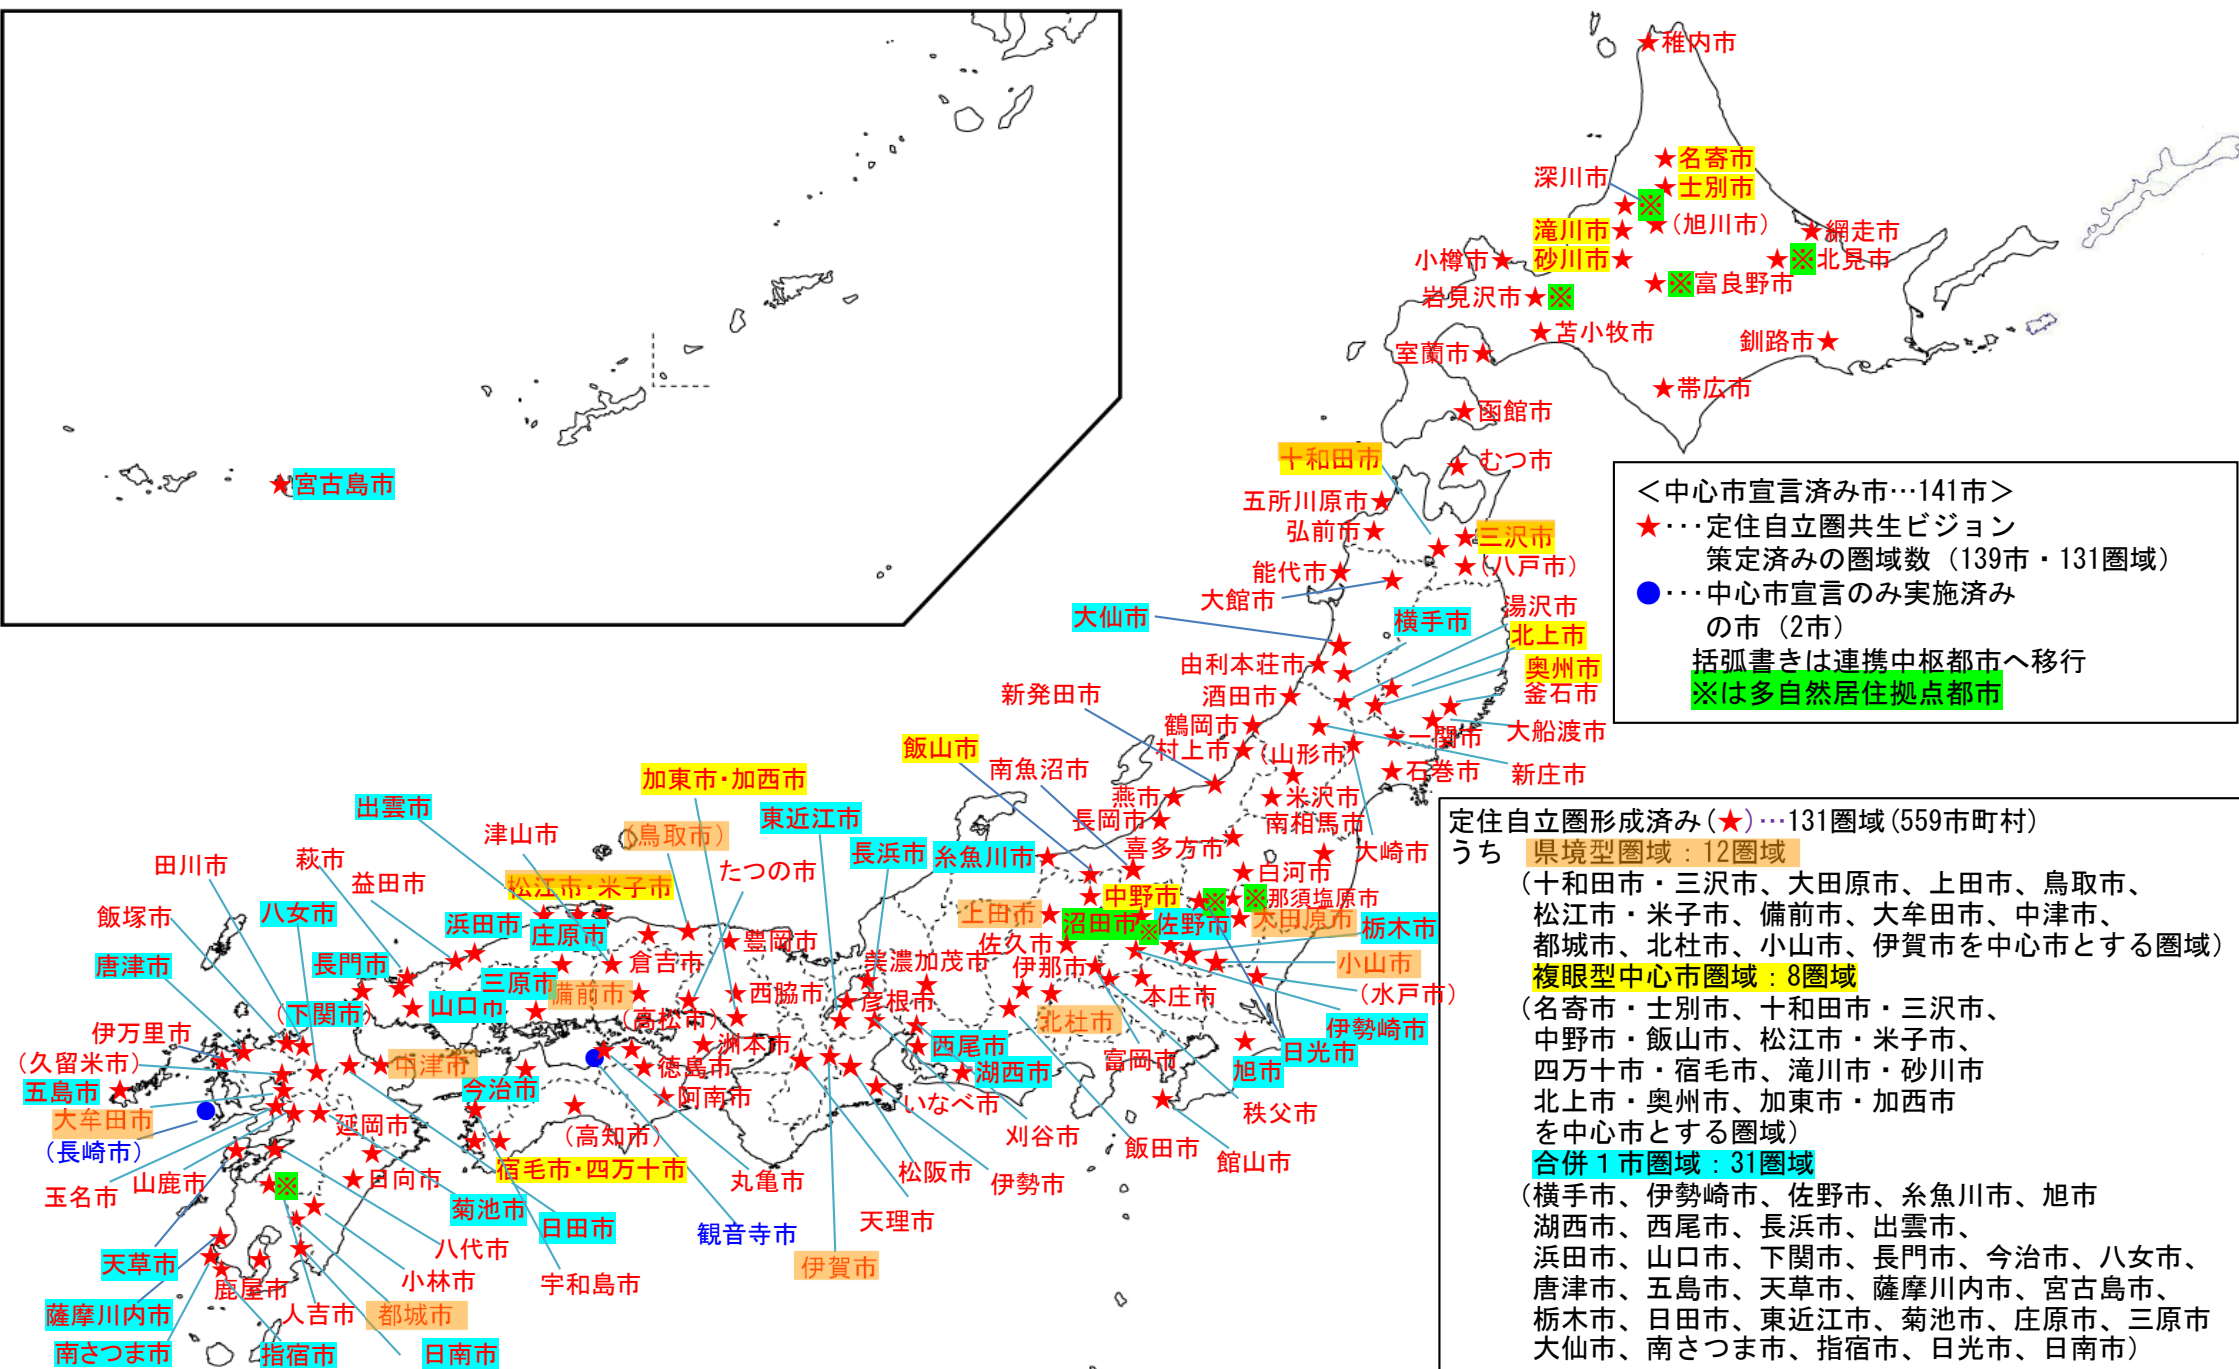 ★稚内市
★名寄市
深川市
★士別市
★※
滝川市★
★(旭川市)
★網走市
小樽市★
砂川市★
★※北見市
★※富良野市
岩見沢市★※
★苫小牧市
釧路市★
室蘭市★
★帯広市
★函館市
十和田市
★むつ市
五所川原市★
弘前市★
★三沢市
★(八戸市)
能代市★
大館市
★宮古島市
＜中心市宣言済み市…141市＞
★･･･定住自立圏共生ビジョン
策定済みの圏域数（139市・131圏域）
●･･･中心市宣言のみ実施済み
の市（2市）
括弧書きは連携中枢都市へ移行
※は多自然居住拠点都市
大仙市
横手市
湯沢市
北上市
由利本荘市★
奥州市
新発田市
酒田市★
釜石市
鶴岡市★
大船渡市
飯山市
村上市★
(山形市)
★一関市
南魚沼市
★石巻市
新庄市
加東市・加西市
燕市★
★米沢市
出雲市
東近江市
長岡市★
南相馬市
津山市
(鳥取市)
長浜市
糸魚川市
喜多方市
大崎市
田川市
萩市
益田市
松江市・米子市
たつの市
★白河市
飯塚市
八女市
浜田市
庄原市
上田市
中野市
※
※
那須塩原市
沼田市
※
佐野市
大田原市
栃木市
唐津市
長門市
三原市
倉吉市
★豊岡市
佐久市
美濃加茂市
伊那市
小山市
備前市
★西脇市
彦根市
本庄市
(水戸市)
(下関市)
山口市
(高松市)
北杜市
伊勢崎市
伊万里市
★洲本市
西尾市
富岡市
日光市
(久留米市)
中津市
徳島市
湖西市
旭市
五島市
今治市
★阿南市
いなべ市
秩父市
大牟田市
延岡市
(高知市)
刈谷市
飯田市
館山市
(長崎市)
宿毛市・四万十市
丸亀市
松阪市
伊勢市
玉名市
山鹿市
★日向市
★※
菊池市
日田市
天理市
観音寺市
天草市
八代市
伊賀市
小林市
宇和島市
鹿屋市
薩摩川内市
人吉市
都城市
南さつま市
指宿市
日南市
定住自立圏形成済み(★)…131圏域(559市町村)
うち　県境型圏域：12圏域
（十和田市・三沢市、大田原市、上田市、鳥取市、
松江市・米子市、備前市、大牟田市、中津市、
都城市、北杜市、小山市、伊賀市を中心市とする圏域）
複眼型中心市圏域：8圏域
（名寄市・士別市、十和田市・三沢市、
中野市・飯山市、松江市・米子市、
四万十市・宿毛市、滝川市・砂川市
北上市・奥州市、加東市・加西市
を中心市とする圏域）
合併１市圏域：31圏域
（横手市、伊勢崎市、佐野市、糸魚川市、旭市
湖西市、西尾市、長浜市、出雲市、
浜田市、山口市、下関市、長門市、今治市、八女市、
唐津市、五島市、天草市、薩摩川内市、宮古島市、
栃木市、日田市、東近江市、菊池市、庄原市、三原市
大仙市、南さつま市、指宿市、日光市、日南市）